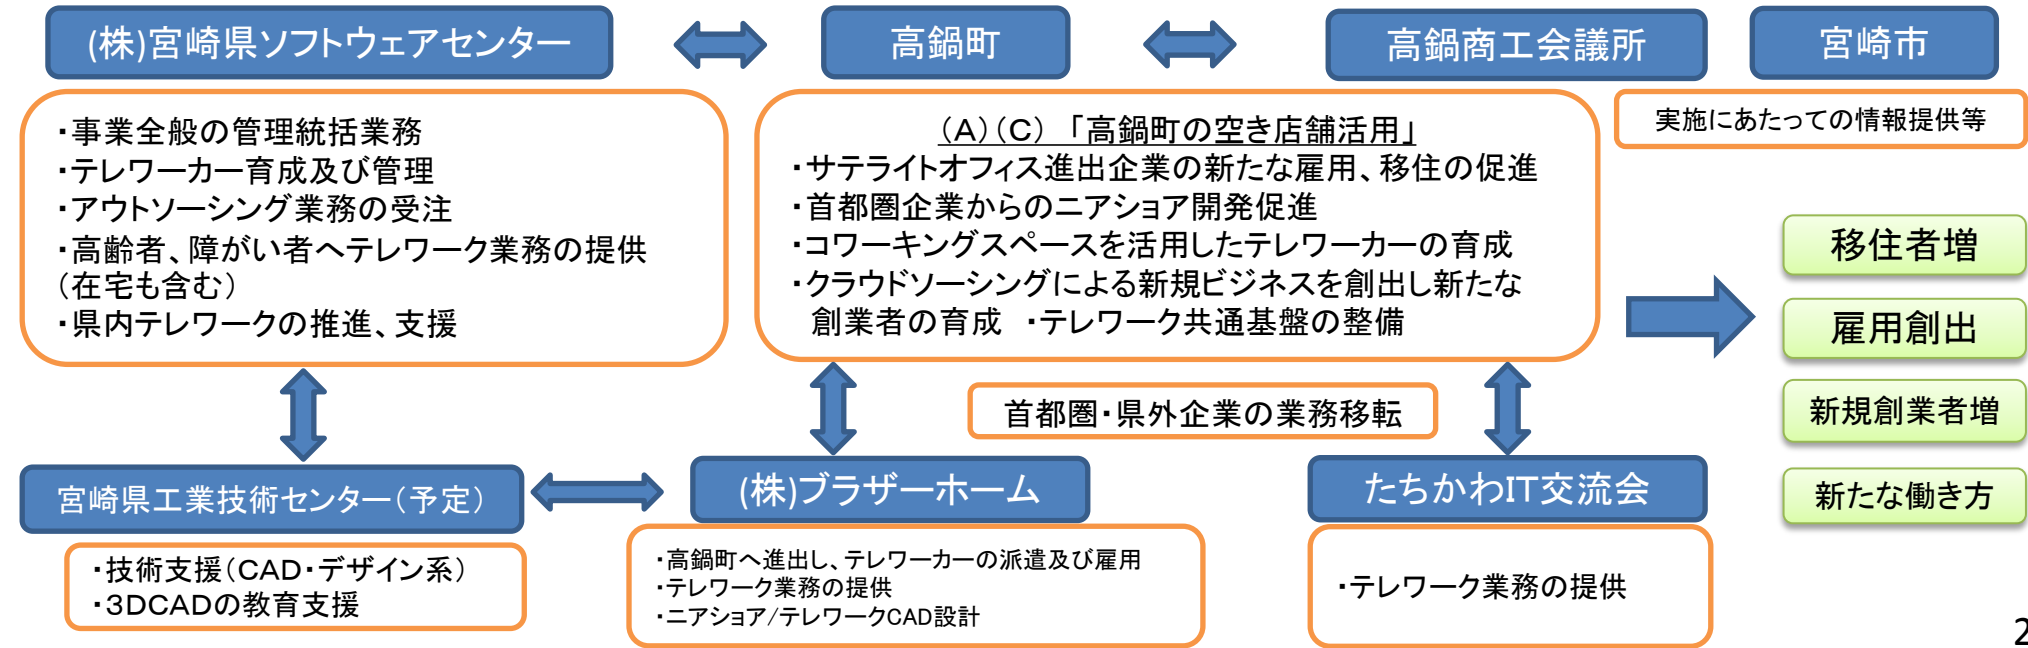 (株)宮崎県ソフトウェアセンター
高鍋町
高鍋商工会議所
宮崎市
・事業全般の管理統括業務
・テレワーカー育成及び管理
・アウトソーシング業務の受注
・高齢者、障がい者へテレワーク業務の提供
(在宅も含む)
・県内テレワークの推進、支援
(A)(C) 「高鍋町の空き店舗活用」
・サテライトオフィス進出企業の新たな雇用、移住の促進
・首都圏企業からのニアショア開発促進
・コワーキングスペースを活用したテレワーカーの育成
・クラウドソーシングによる新規ビジネスを創出し新たな
創業者の育成 ・テレワーク共通基盤の整備
実施にあたっての情報提供等
移住者増
雇用創出
新規創業者増
新たな働き方
首都圏・県外企業の業務移転
宮崎県工業技術センター(予定)
(株)ブラザーホーム
たちかわIT交流会
・技術支援(CAD・デザイン系)
・3DCADの教育支援
・高鍋町へ進出し、テレワーカーの派遣及び雇用
・テレワーク業務の提供
・ニアショア/テレワークCAD設計
・テレワーク業務の提供
2